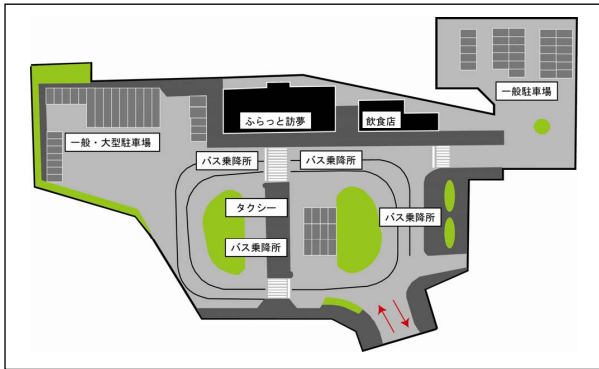 一般駐車場
ふらっと訪夢
飲食店
一般・大型駐車場
バス乗降所
バス乗降所
タクシー
バス乗降所
バス乗降所